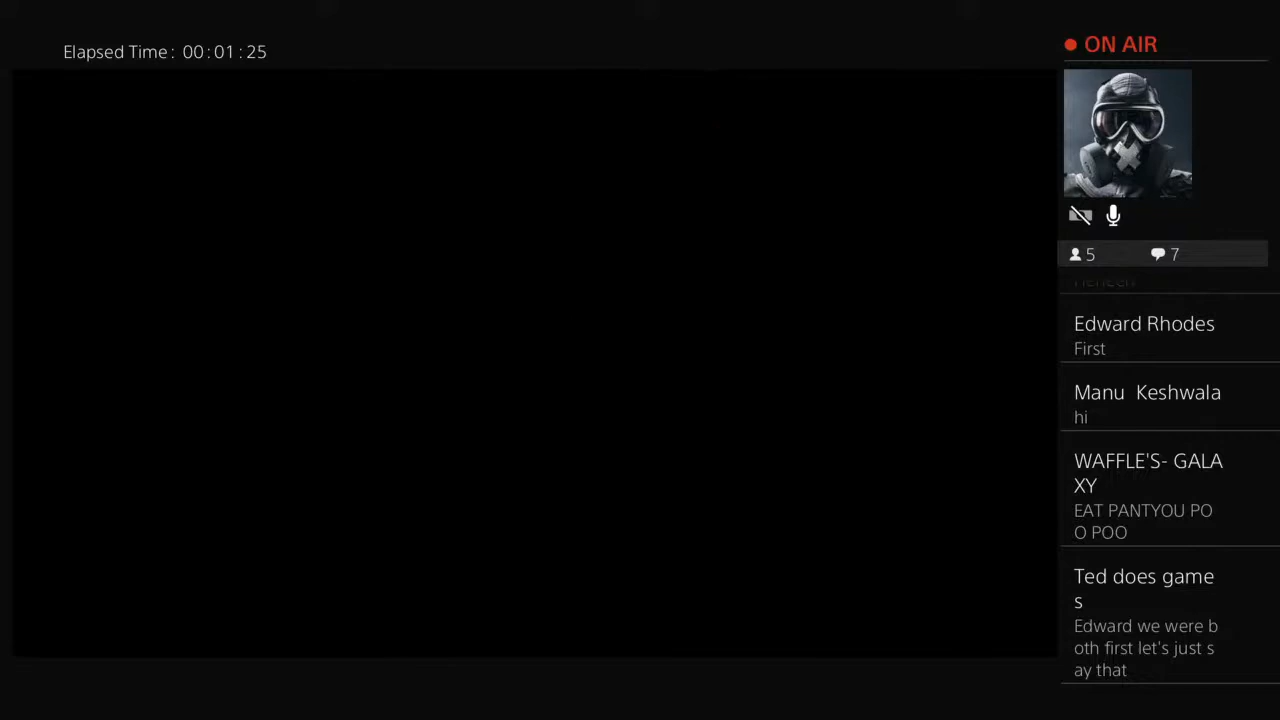 Elapsed Time: 00:01:25
ON AIR
5 7
Edward Rhodes
First
Manu Keshwala
hi
WAFFLE'S- GALA
XY
EAT PANTYOU PO
O POO
Ted does game
s
Edward we were b
oth first let's just s
ay that